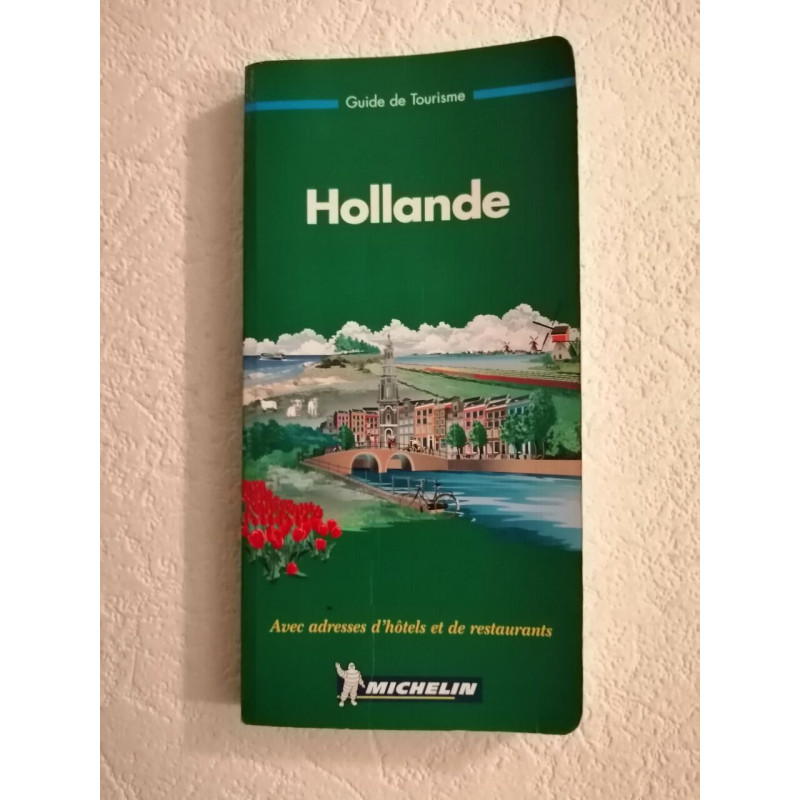 Guide de Tourisme
Hollande
Avec adresses d'hôtels et de restaurants
MICHELIN